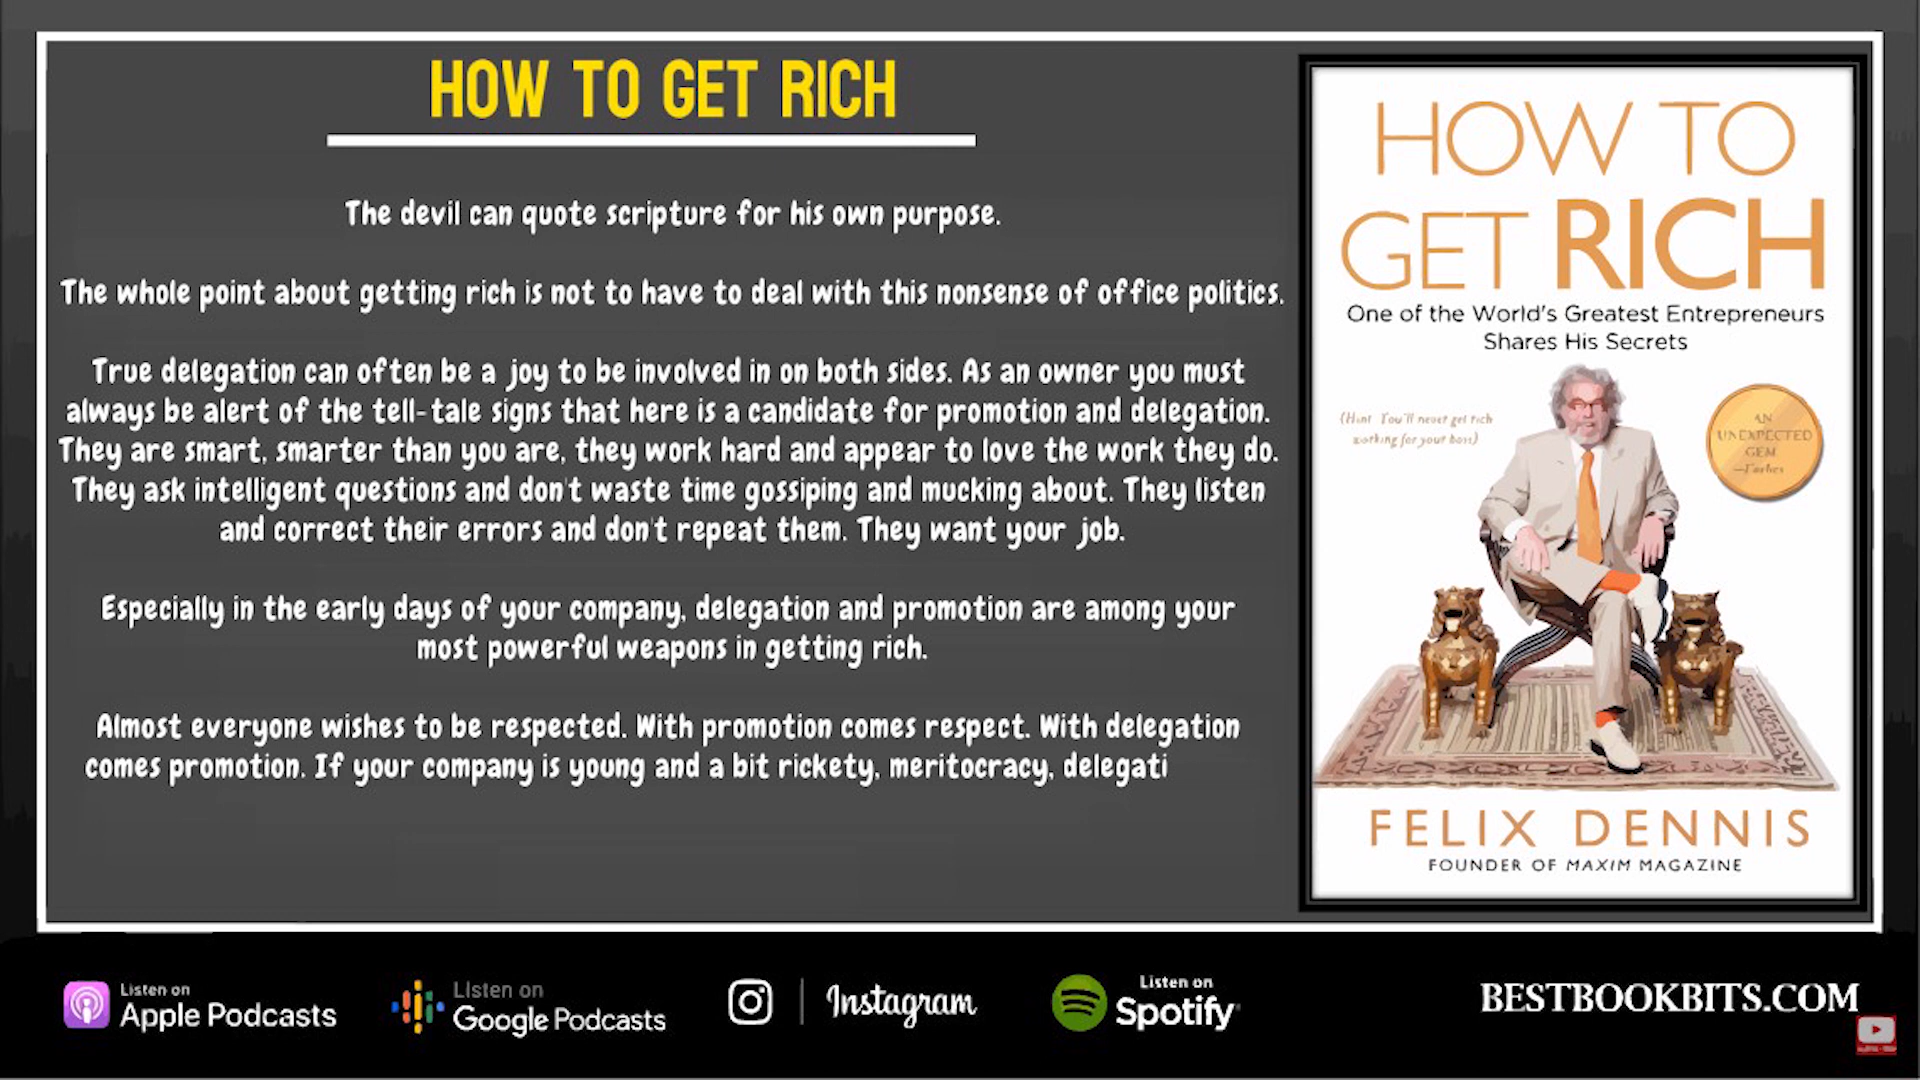 HOW TO GET RICH
The devil can quote scripture for his own purpose.
The whole point about getting rich is not to have to deal with this nonsense of office politics.
True delegation can often be a joy to be involved in on both sides. As an owner you must
always be alert of the tell-tale signs that here is a candidate for promotion and delegation.
They are smart, smarter than you are, they work hard and appear to love the work they do.
They ask intelligent questions and don't waste time gossiping and mucking about. They listen
and correct their errors and don't repeat them. They want your job.
Especially in the early days of your company, delegation and promotion are among your
most powerful weapons in getting rich.
Almost everyone wishes to be respected. With promotion comes respect. With delegation
comes promotion. If your company is young and a bit rickety, meritocracy, delegati
HOW TO
GET RICH
One of the World's Greatest Entrepreneurs
Shares His Secrets
(Hint You'll never get rich
working for your boss)
AN
UNEXPECTED
GEM
—Forbes
FELIX DENNIS
FOUNDER OF MAXIM MAGAZINE
Listen on
Apple Podcasts
Listen on
Google Podcasts
Instagram
Listen on
Spotify
BESTBOOKBITS.COM